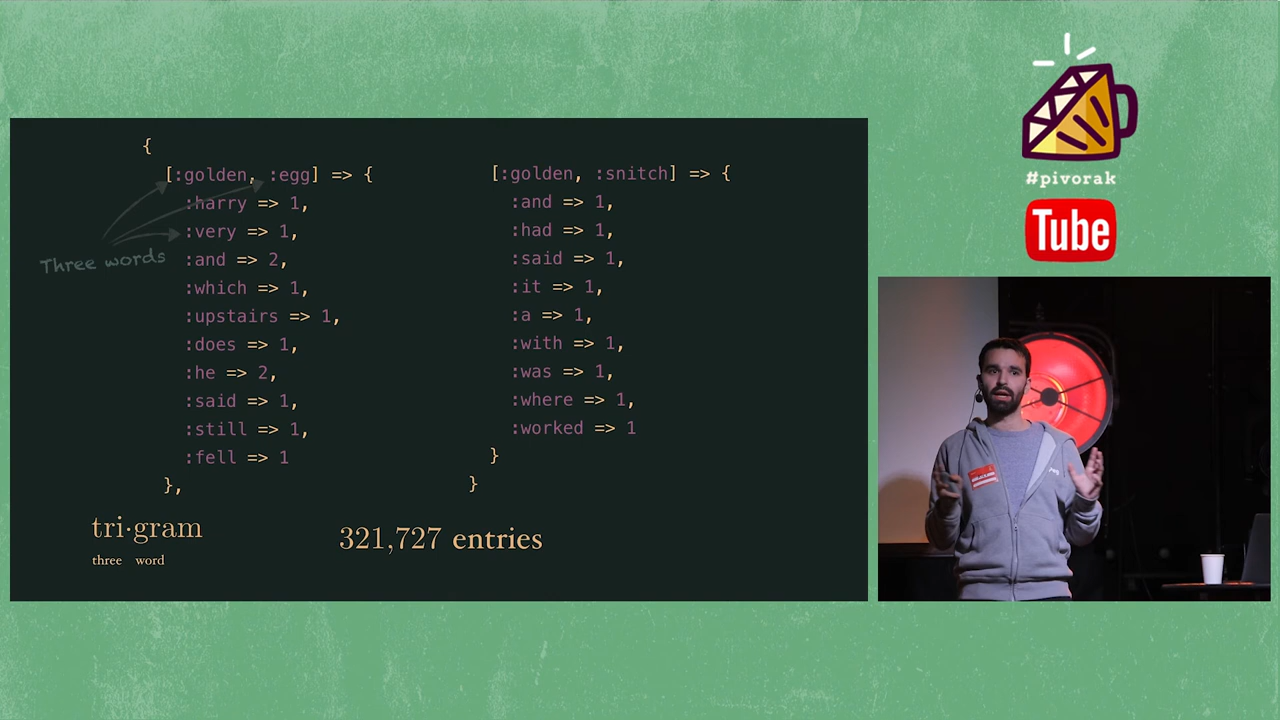 {
[:golden, :egg] => {
:harry => 1,
:very => 1,
:and => 2,
:which => 1,
:upstairs => 1,
:does => 1,
:he => 2,
:said => 1,
:still => 1,
:fell => 1
},
Three words
[:golden, :snitch] => {
:and => 1,
:had => 1,
:said => 1,
:it => 1,
:a => 1,
:with => 1,
:was => 1,
:where => 1,
:worked => 1
}
}
tri·gram
three word
321,727 entries
#pivorak
Tube